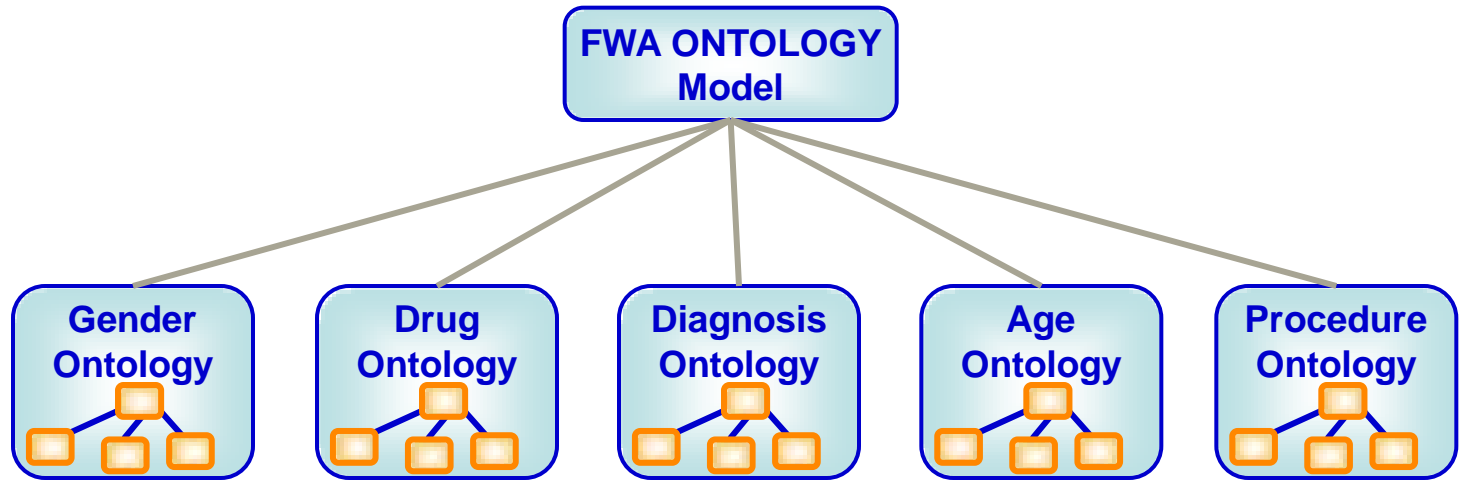 FWA ONTOLOGY
Model
Gender
Ontology
Drug
Ontology
Diagnosis
Ontology
Age
Ontology
Procedure
Ontology